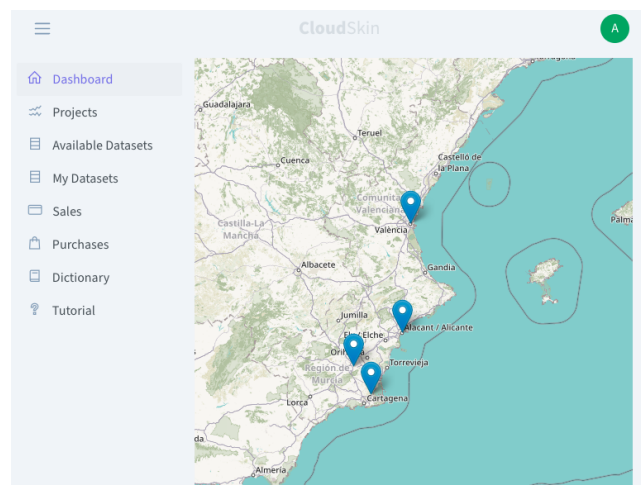 CloudSkin
A
Dashboard
Projects
Available Datasets
My Datasets
Sales
Purchases
Dictionary
Tutorial
Guadalajara
Teruel
Cuenca
Castelló de
la Plana
Comunitat
Valenciana
Castilla-La
Mancha
València
Palma
Albacete
Gandia
Jumilla
Alacant / Alicante
Elx / Elche
Región de
Murcia
Torrevieja
Lorca
Cartagena
Almería